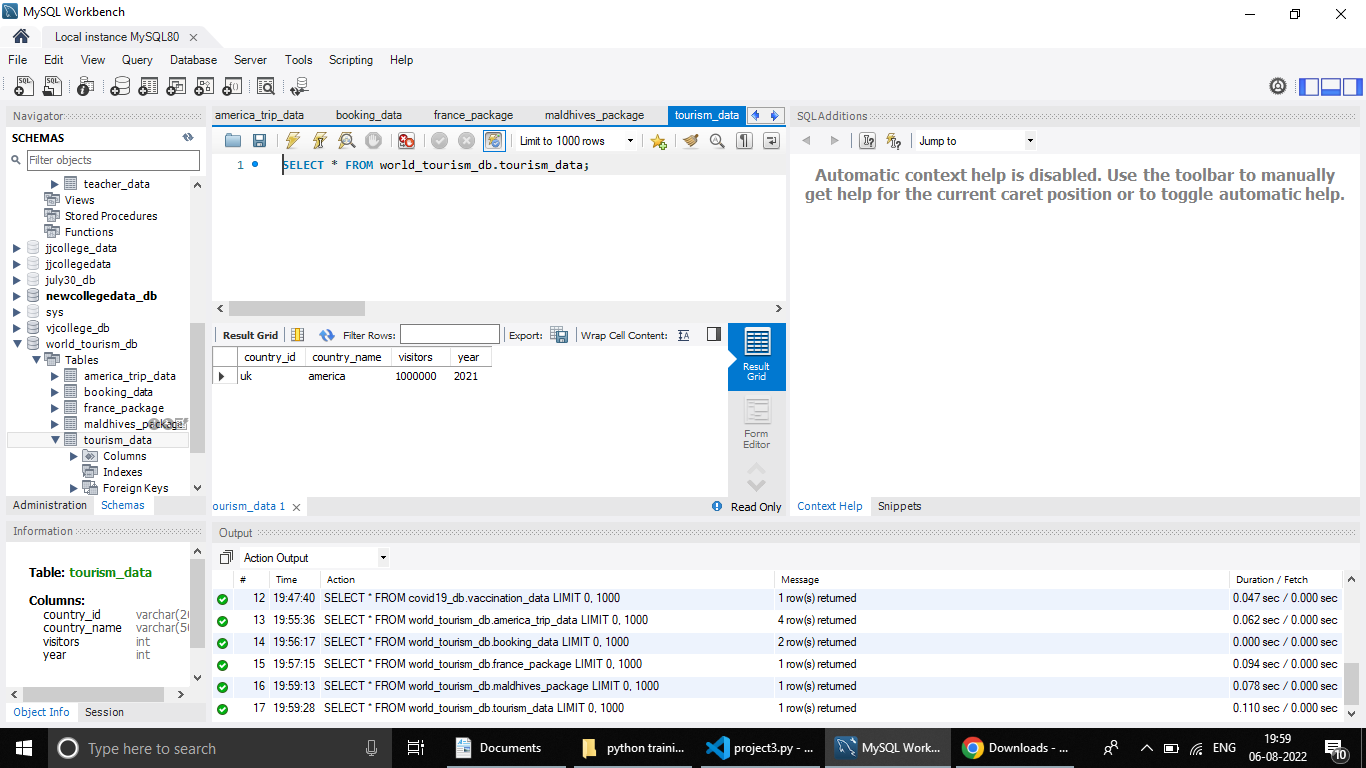 MySQL Workbench
Local instance MySQL80
File Edit View Query Database Server Tools Scripting Help
Navigator
SCHEMAS
Filter objects
teacher_data
Views
Stored Procedures
Functions
jjcollege_data
jjcollegedata
july30_db
newcollegedata_db
sys
vjcollege_db
world_tourism_db
Tables
america_trip_data
booking_data
france_package
maldhives_package
tourism_data
Columns
Indexes
Foreign Keys
Administration Schemas
Information
Table: tourism_data
Columns:
country_id varchar(20
country_name varchar(50
visitors int
year int
Object Info Session
america_trip_data booking_data france_package maldhives_package tourism_data
Limit to 1000 rows
1 SELECT * FROM world_tourism_db.tourism_data;
Result Grid Filter Rows: Export: Wrap Cell Content:
country_id country_name visitors year
uk america 1000000 2021
Result
Grid
Form
Editor
ourism_data 1
Read Only
SQLAdditions
Jump to
Automatic context help is disabled. Use the toolbar to manually
get help for the current caret position or to toggle automatic help.
Context Help Snippets
Output
Action Output
# Time Action Message Duration / Fetch
12 19:47:40 SELECT * FROM covid19_db.vaccination_data LIMIT 0, 1000 1 row(s) returned 0.047 sec / 0.000 sec
13 19:55:36 SELECT * FROM world_tourism_db.america_trip_data LIMIT 0, 1000 4 row(s) returned 0.062 sec / 0.000 sec
14 19:56:17 SELECT * FROM world_tourism_db.booking_data LIMIT 0, 1000 2 row(s) returned 0.000 sec / 0.000 sec
15 19:57:15 SELECT * FROM world_tourism_db.france_package LIMIT 0, 1000 1 row(s) returned 0.094 sec / 0.000 sec
16 19:59:13 SELECT * FROM world_tourism_db.maldhives_package LIMIT 0, 1000 1 row(s) returned 0.078 sec / 0.000 sec
17 19:59:28 SELECT * FROM world_tourism_db.tourism_data LIMIT 0, 1000 1 row(s) returned 0.110 sec / 0.000 sec
Type here to search
Documents
python traini...
project3.py - ...
MySQL Work...
Downloads - ...
ENG
19:59
06-08-2022
10